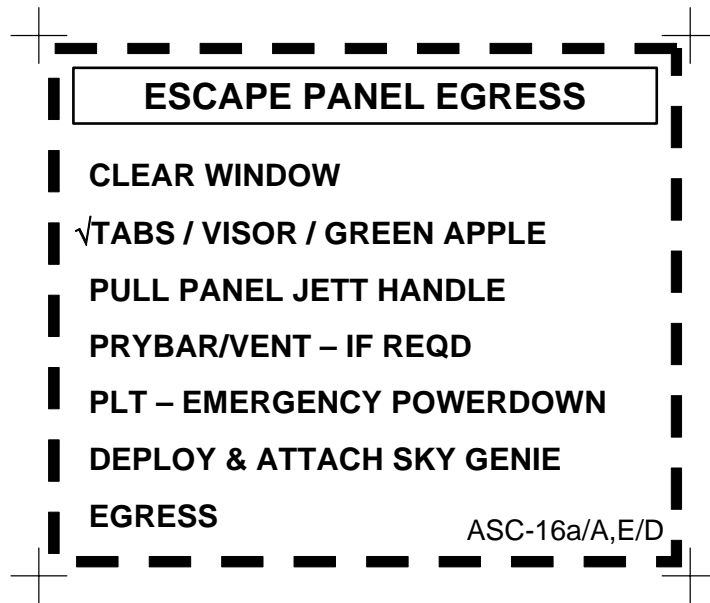 ESCAPE PANEL EGRESS
CLEAR WINDOW
√TABS / VISOR / GREEN APPLE
PULL PANEL JETT HANDLE
PRYBAR/VENT – IF REQD
PLT – EMERGENCY POWERDOWN
DEPLOY & ATTACH SKY GENIE
EGRESS
ASC-16a/A,E/D